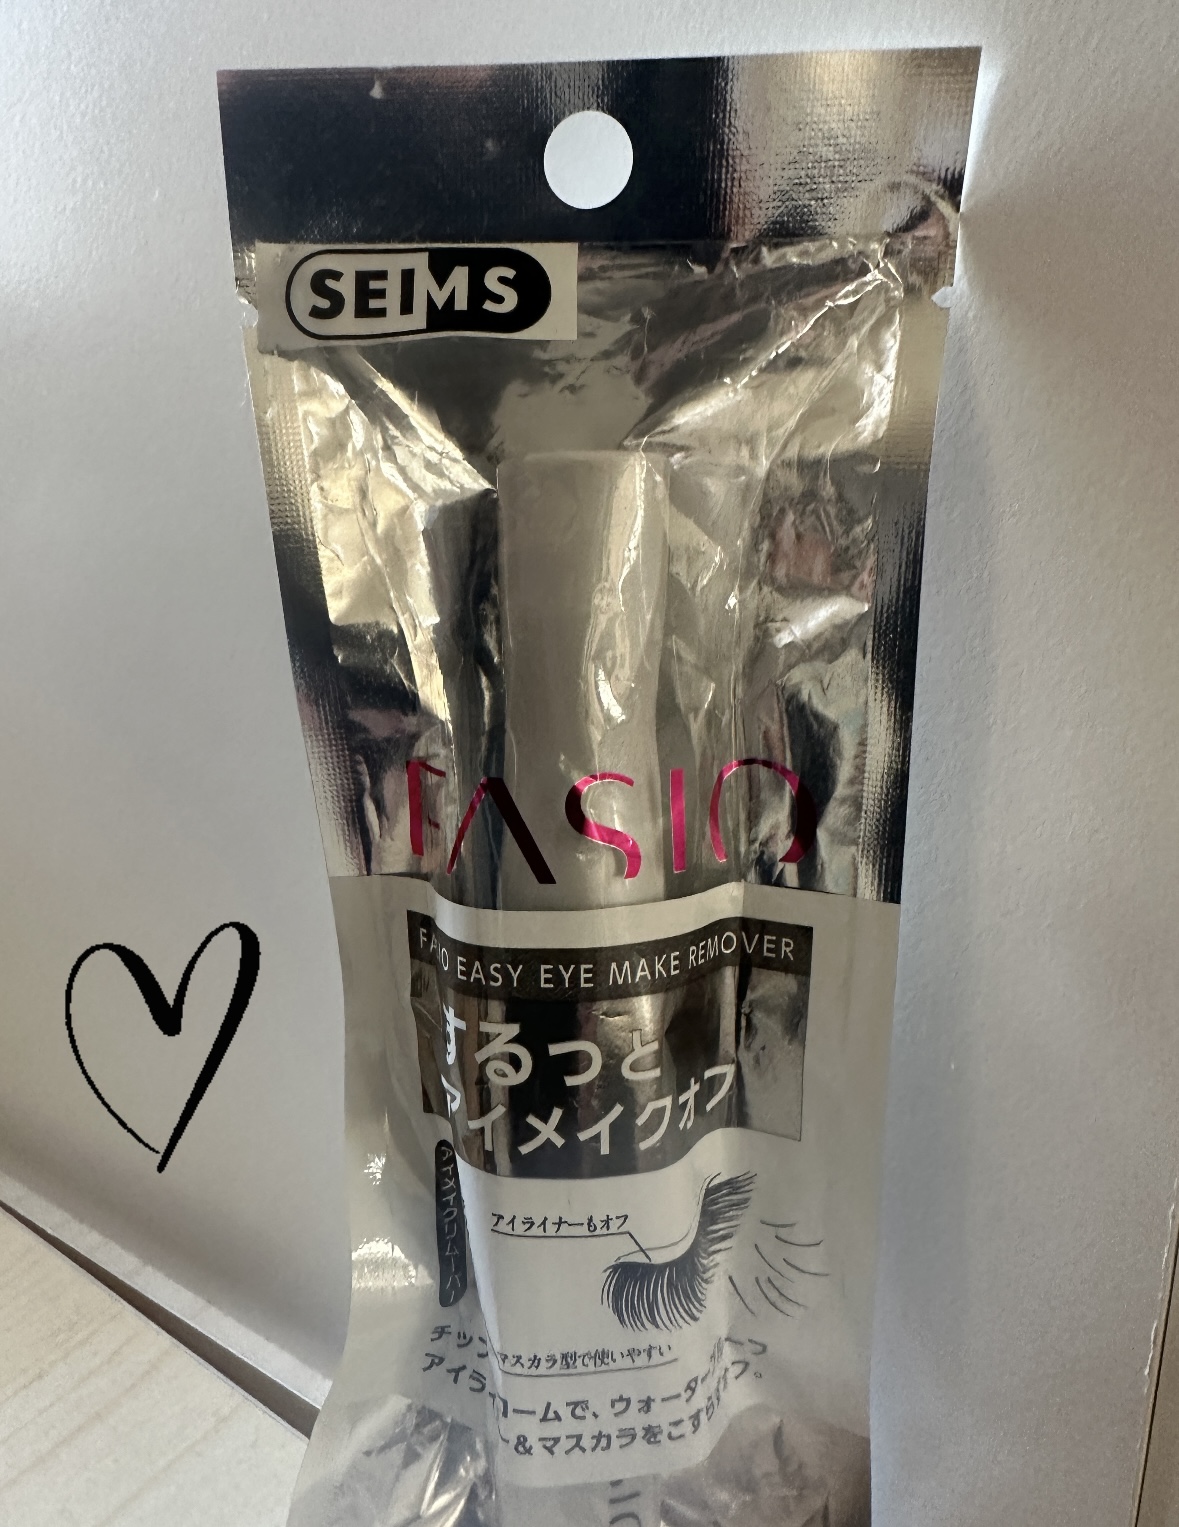 SEIMS
FASIO
FASIO EASY EYE MAKE REMOVER
るっと
アイメイクオフ
アイメイクリムーバー
アイライナーもオフ
マスカラ型で使いやすい
ームで、ウォーター
&マスカラをこすらずオフ。